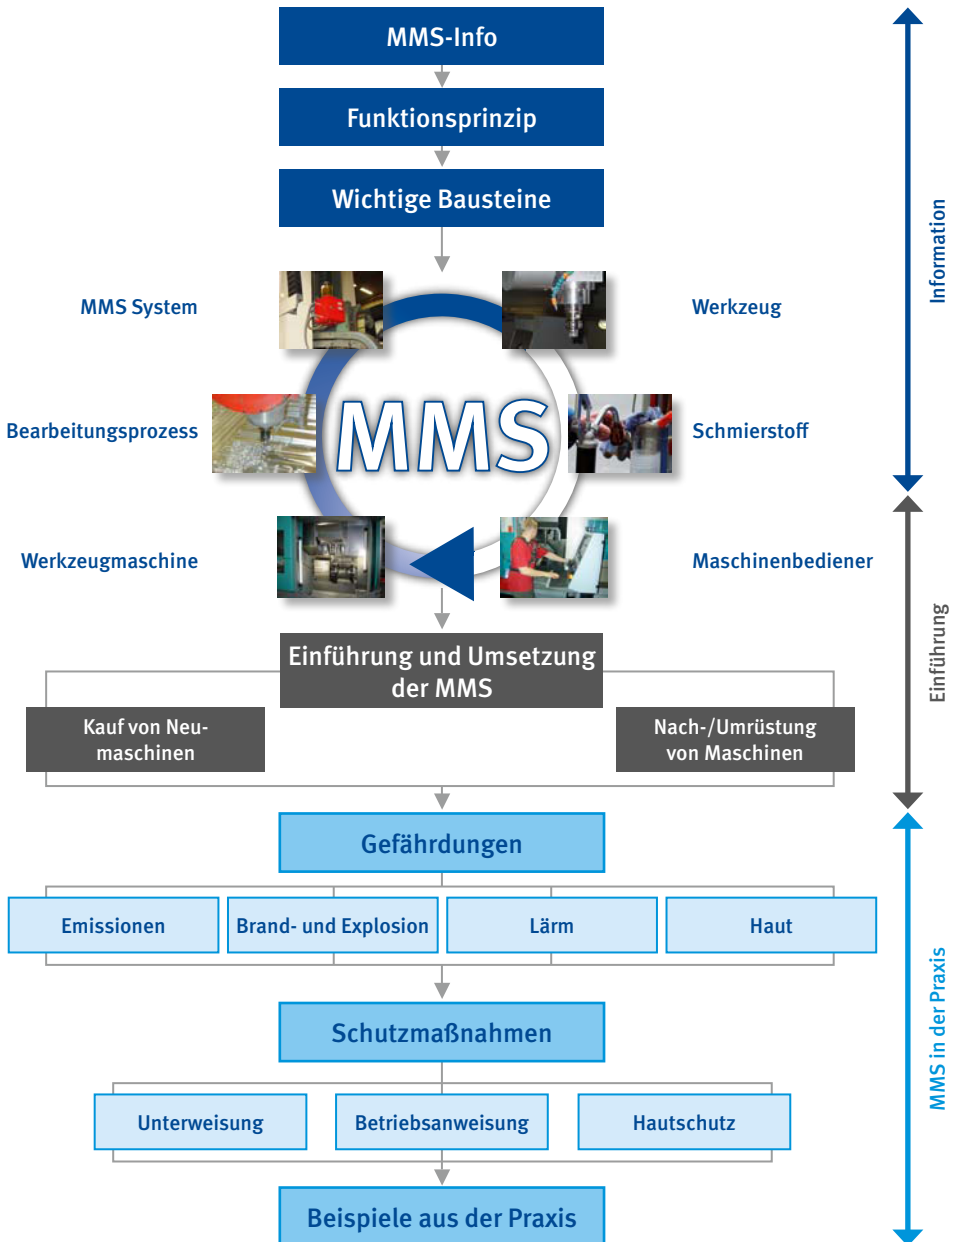 MMS-Info
Funktionsprinzip
Wichtige Bausteine
MMS System
Werkzeug
Bearbeitungsprozess
MMS
Schmierstoff
Werkzeugmaschine
Maschinenbediener
Information
Einführung und Umsetzung
der MMS
Kauf von Neu-
maschinen
Nach-/Umrüstung
von Maschinen
Einführung
Gefährdungen
Emissionen
Brand- und Explosion
Lärm
Haut
Schutzmaßnahmen
Unterweisung
Betriebsanweisung
Hautschutz
Beispiele aus der Praxis
MMS in der Praxis